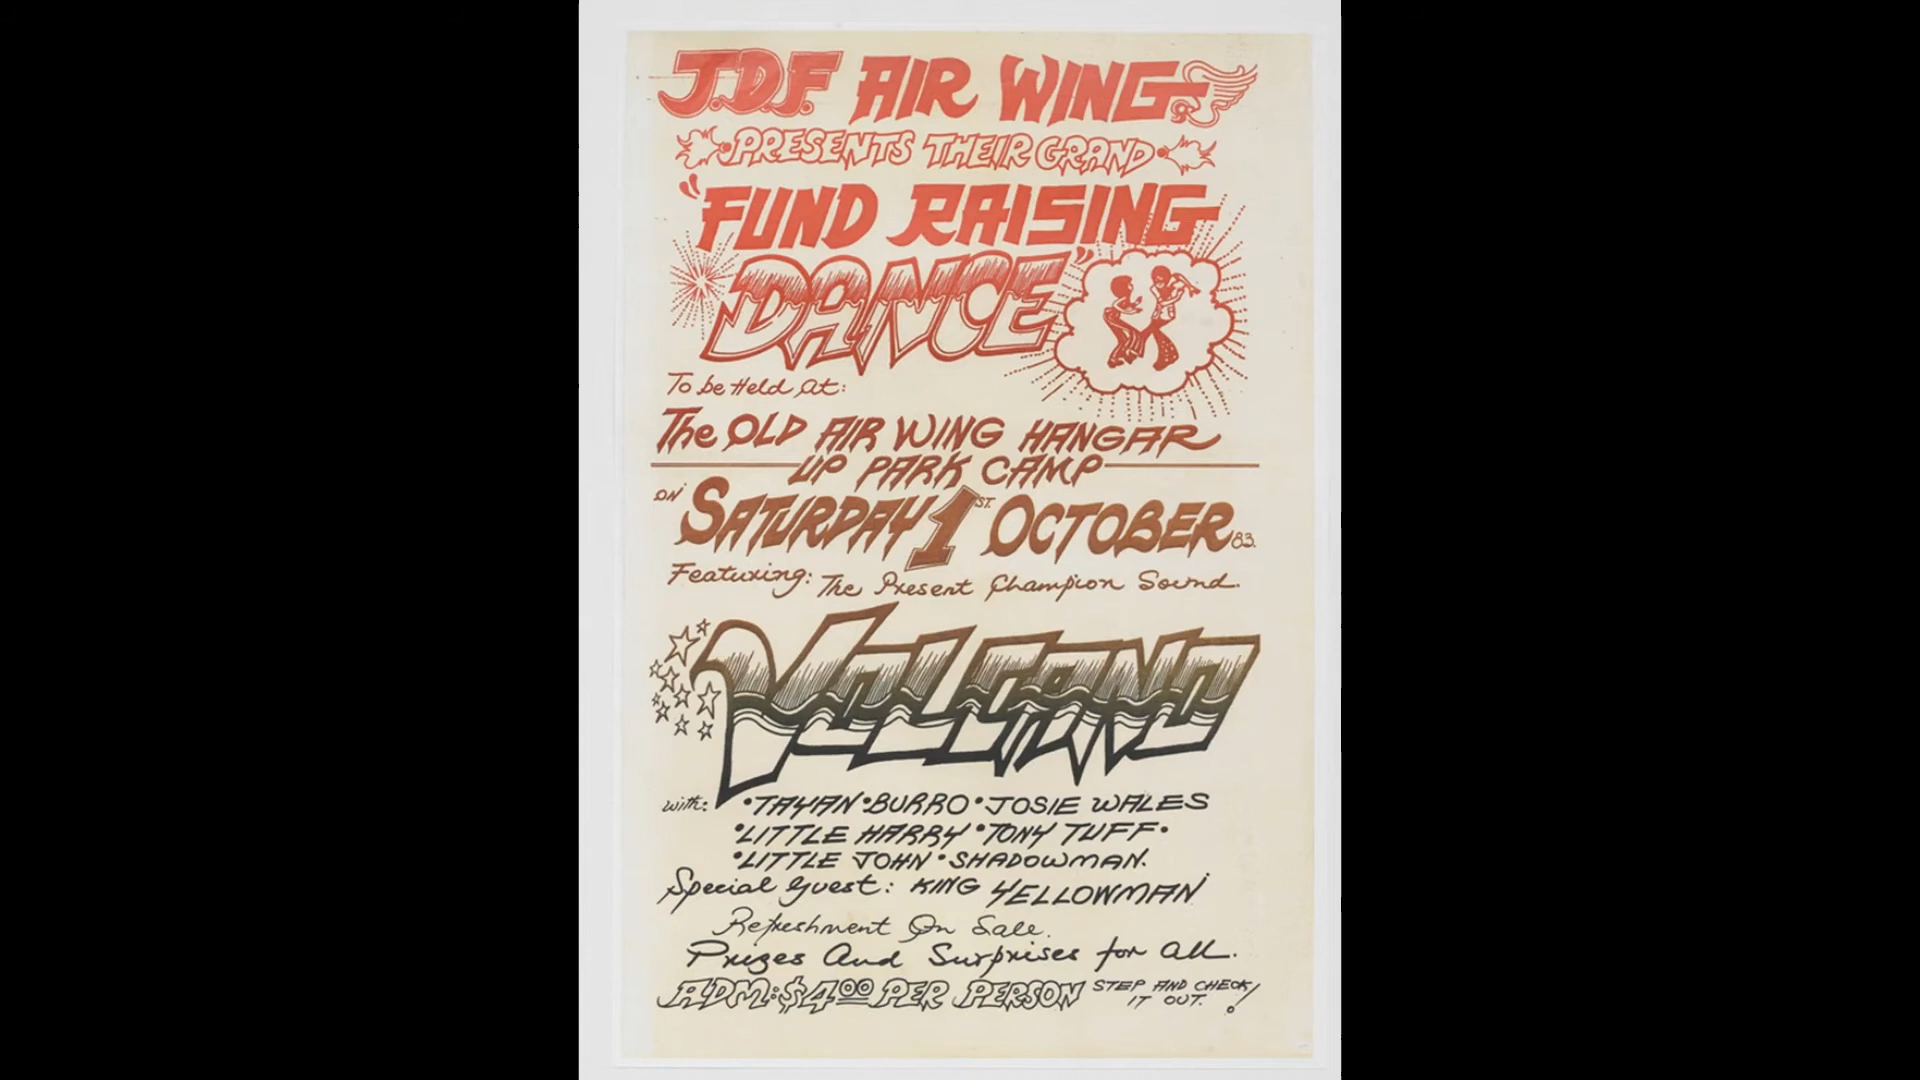 J.D.F. AIR WING
PRESENTS THEIR GRAND
"FUND RAISING
DANCE"
To be Held At:
The OLD AIR WING HANGAR
UP PARK CAMP
ON SATURDAY 1ST. OCTOBER 83.
Featuring: The Present Champion Sound.
VOLCANO
with: •TAYAN •BURRO •JOSIE WALES
•LITTLE HARRY •TONY TUFF•
•LITTLE JOHN •SHADOWMAN.
Special Guest: KING YELLOWMAN
Refreshment On Sale.
Prizes And Surprises for all.
ADM: $4.00 PER PERSON STEP AND CHECK
IT OUT. !